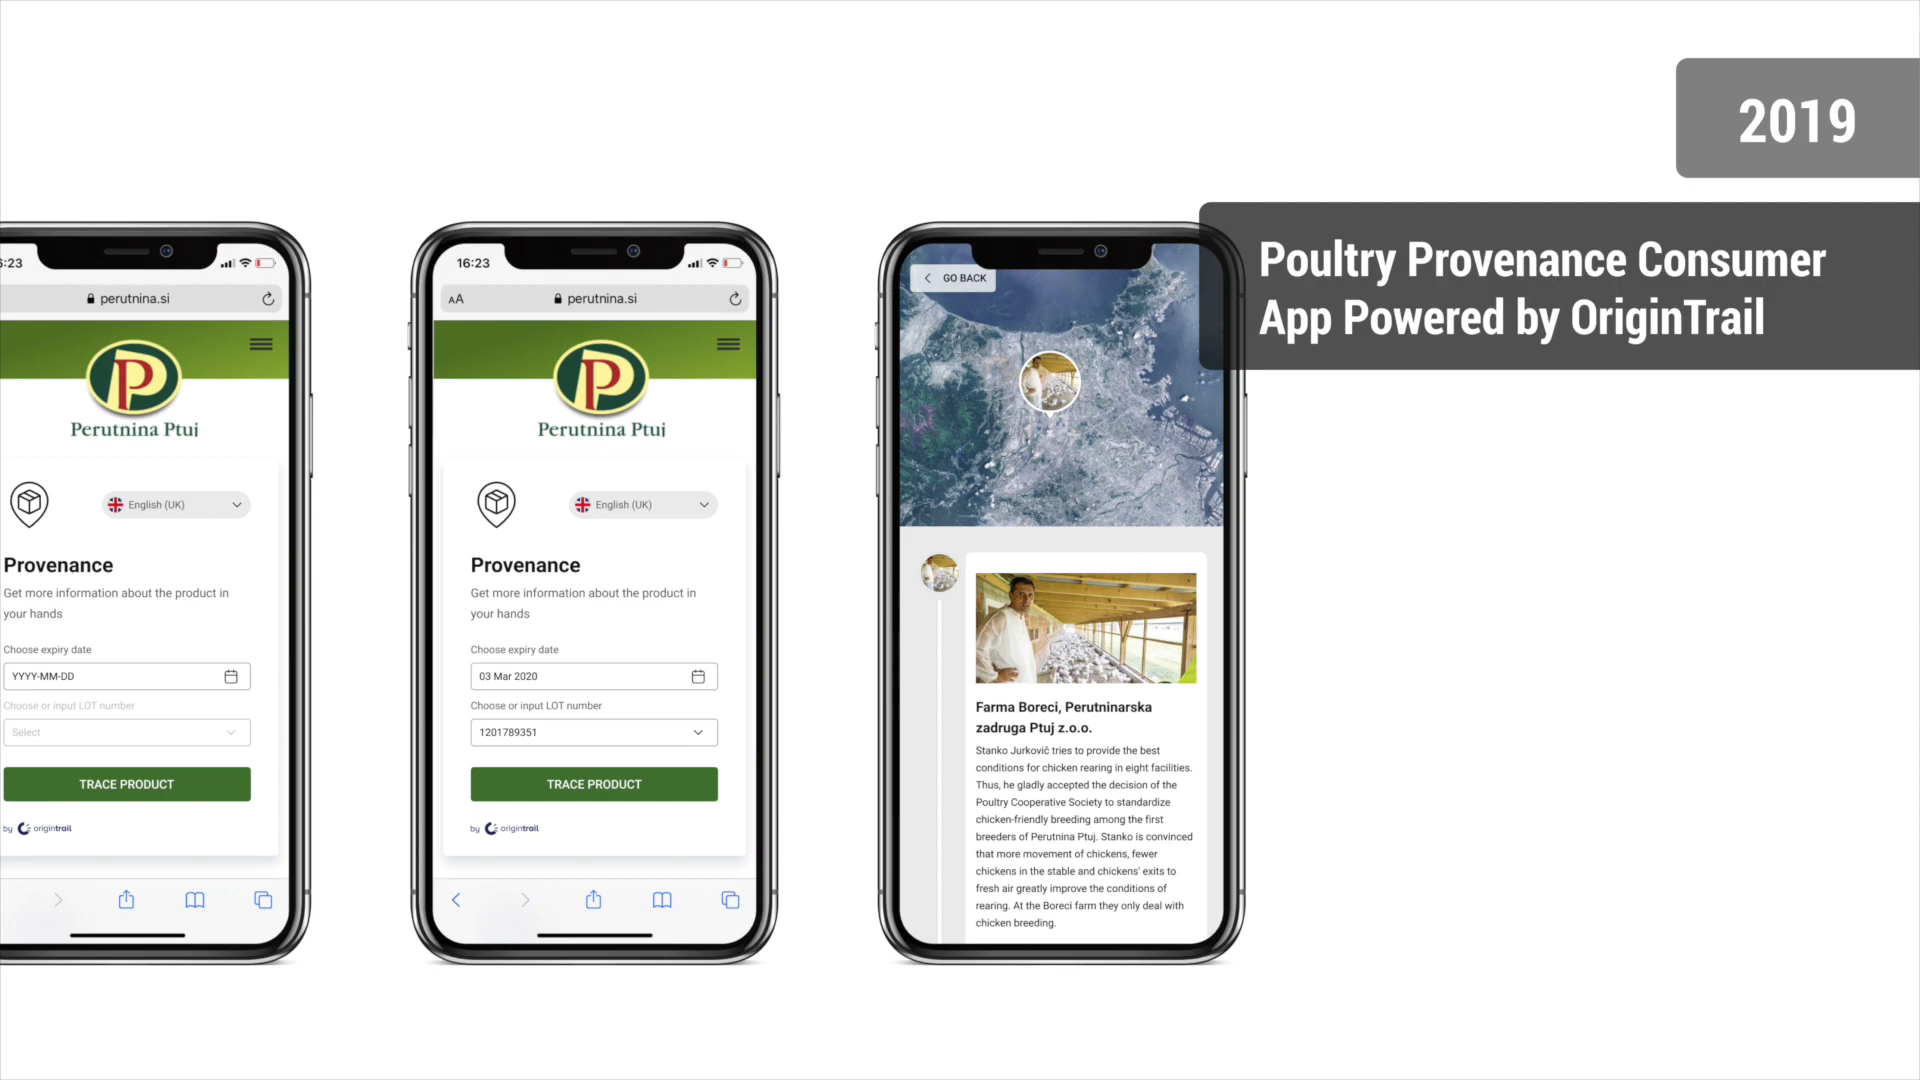 2019
Poultry Provenance Consumer
App Powered by OriginTrail
:23
perutnina.si
P
Perutnina Ptuj
English (UK)
Provenance
Get more information about the product in
your hands
Choose expiry date
YYYY-MM-DD
Choose or input LOT number
Select
TRACE PRODUCT
by origintrail
16:23
AA perutnina.si
P
Perutnina Ptuj
English (UK)
Provenance
Get more information about the product in
your hands
Choose expiry date
03 Mar 2020
Choose or input LOT number
1201789351
TRACE PRODUCT
by origintrail
GO BACK
Farma Boreci, Perutninarska
zadruga Ptuj z.o.o.
Stanko Jurkovič tries to provide the best
conditions for chicken rearing in eight facilities.
Thus, he gladly accepted the decision of the
Poultry Cooperative Society to standardize
chicken-friendly breeding among the first
breeders of Perutnina Ptuj. Stanko is convinced
that more movement of chickens, fewer
chickens in the stable and chickens' exits to
fresh air greatly improve the conditions of
rearing. At the Boreci farm they only deal with
chicken breeding.